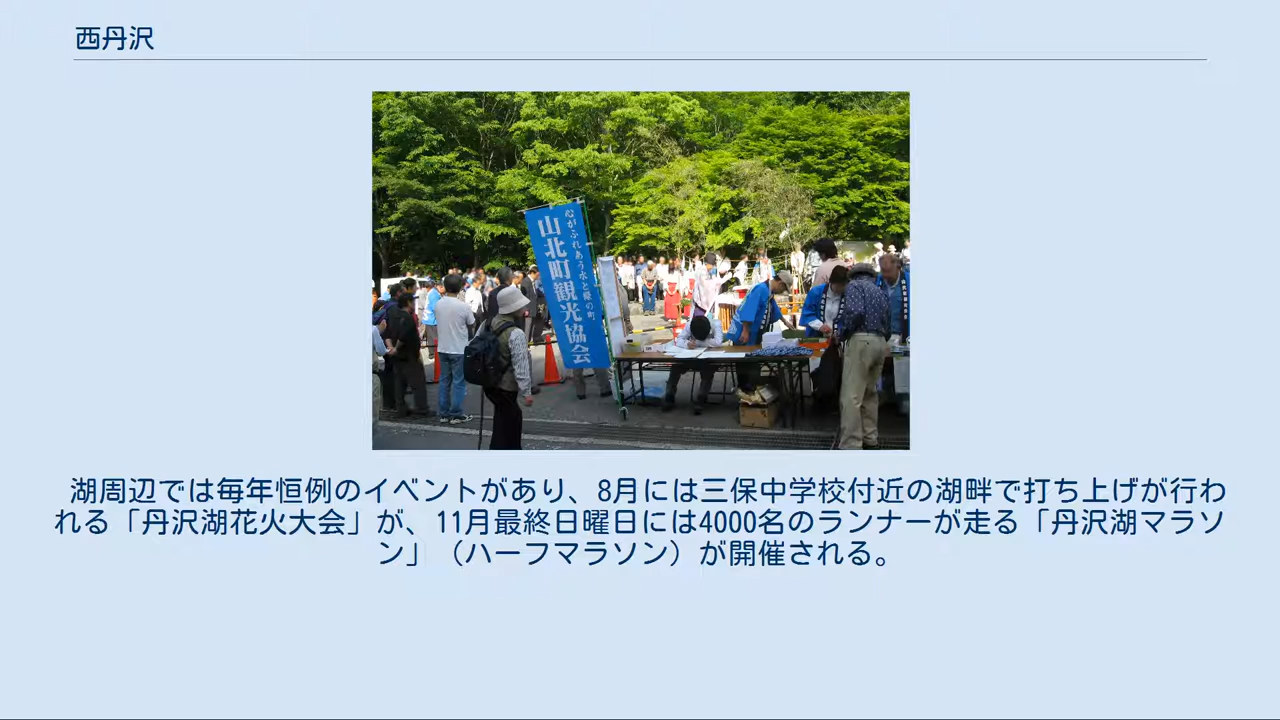 西丹沢
心がふれあう水と緑の町
山北町観光協会
湖周辺では毎年恒例のイベントがあり、8月には三保中学校付近の湖畔で打ち上げが行わ
れる「丹沢湖花火大会」が、11月最終日曜日には4000名のランナーが走る「丹沢湖マラソ
ン」（ハーフマラソン）が開催される。